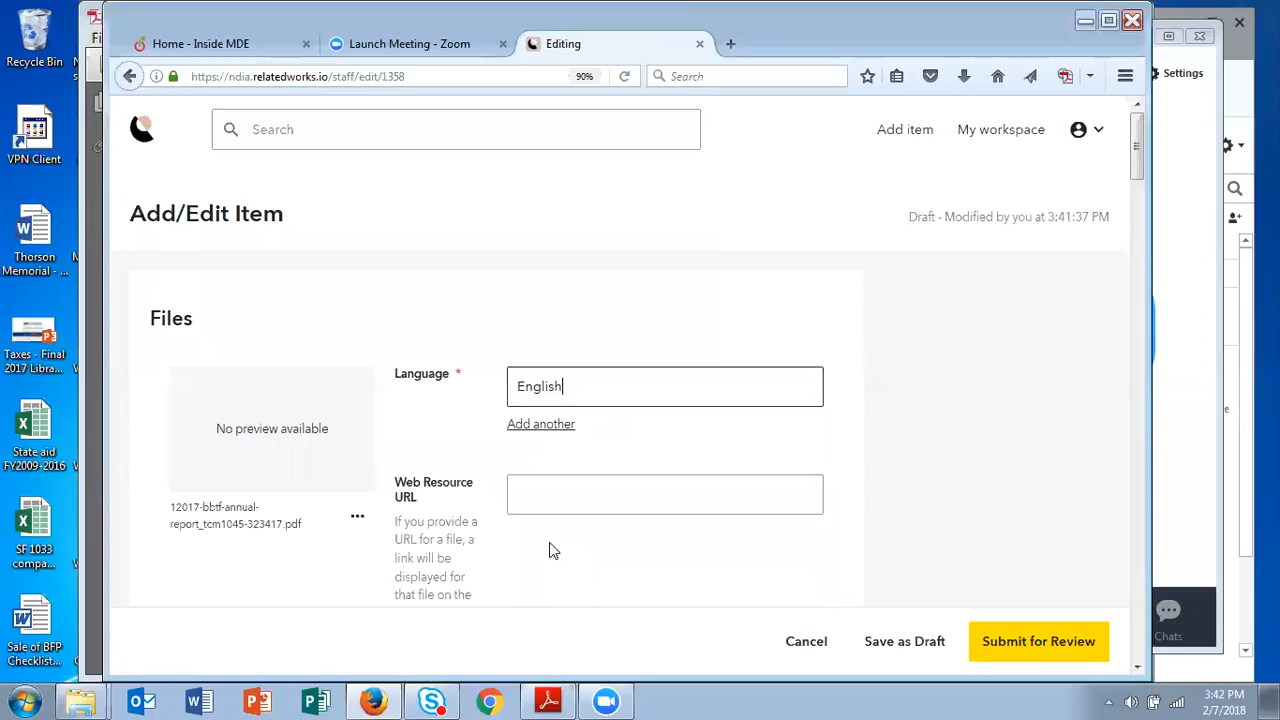 Home - Inside MDE
Launch Meeting - Zoom
Editing
https://ndia.relatedworks.io/staff/edit/1358
90%
Search
Search
Add item
My workspace
Add/Edit Item
Draft - Modified by you at 3:41:37 PM
Files
No preview available
12017-bbtf-annual-
report_tcm1045-323417.pdf
Language *
English
Add another
Web Resource
URL
If you provide a
URL for a file, a
link will be
displayed for
that file on the
Cancel
Save as Draft
Submit for Review
Recycle Bin
VPN Client
Thorson
Memorial - ...
Taxes - Final
2017 Libra...
State aid
FY2009-2016
SF 1033
compa...
Sale of BFP
Checklist...
Settings
Chats
3:42 PM
2/7/2018